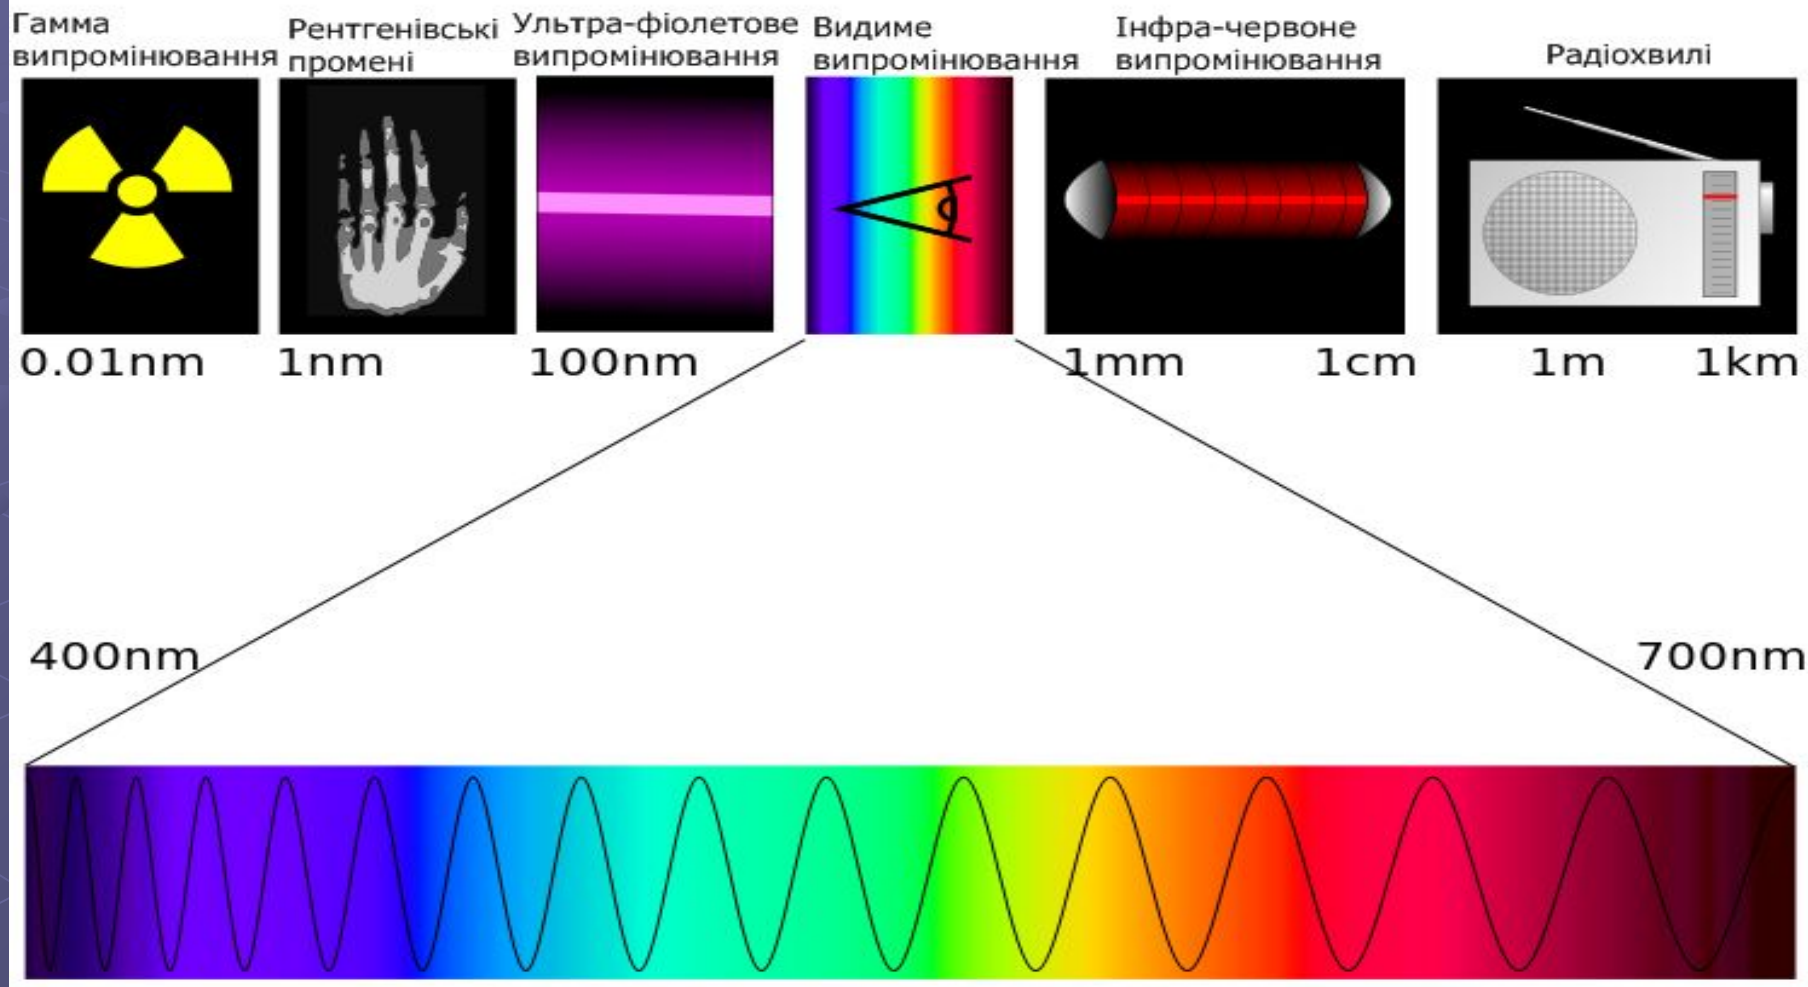 Гамма
випромінювання
Рентгенівські
промені
Ультра-фіолетове
випромінювання
Видиме
випромінювання
Інфра-червоне
випромінювання
Радіохвилі
0.01nm
1nm
100nm
1mm
1cm
1m
1km
400nm
700nm